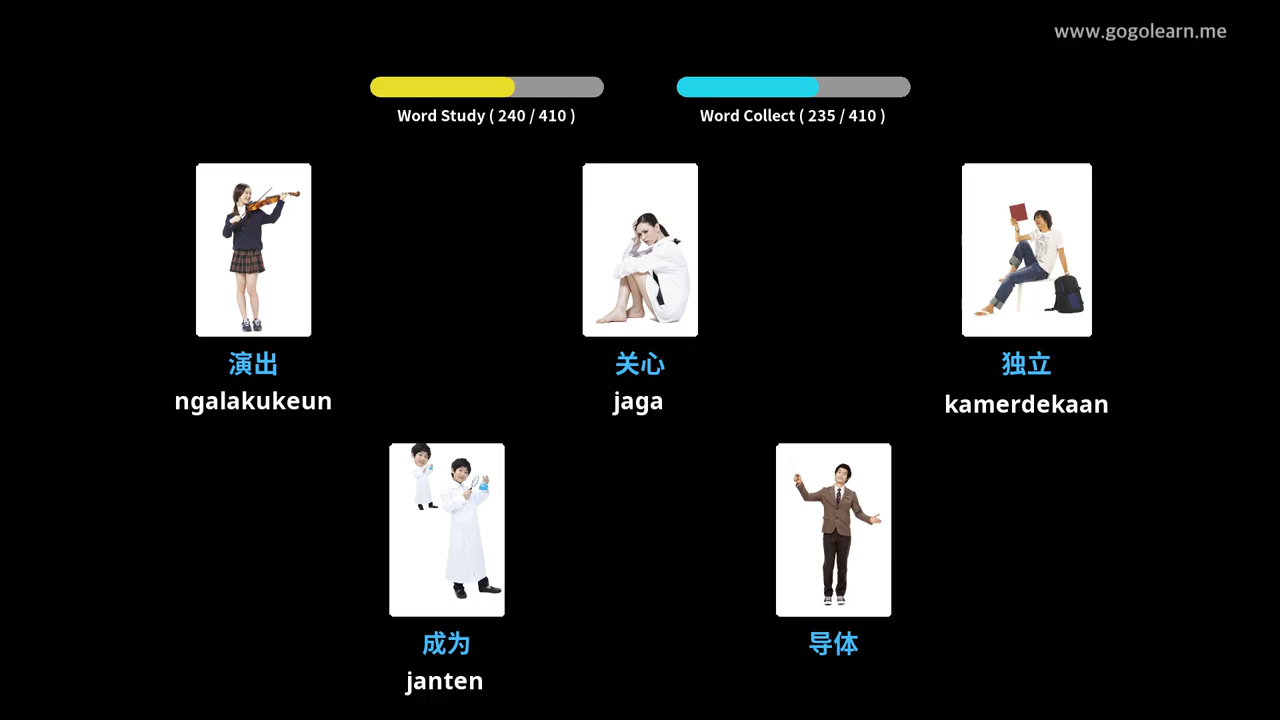 www.gogolearn.me
Word Study ( 240 / 410 )
Word Collect ( 235 / 410 )
演出
ngalakukeun
关心
jaga
独立
kamerdekaan
成为
janten
导体